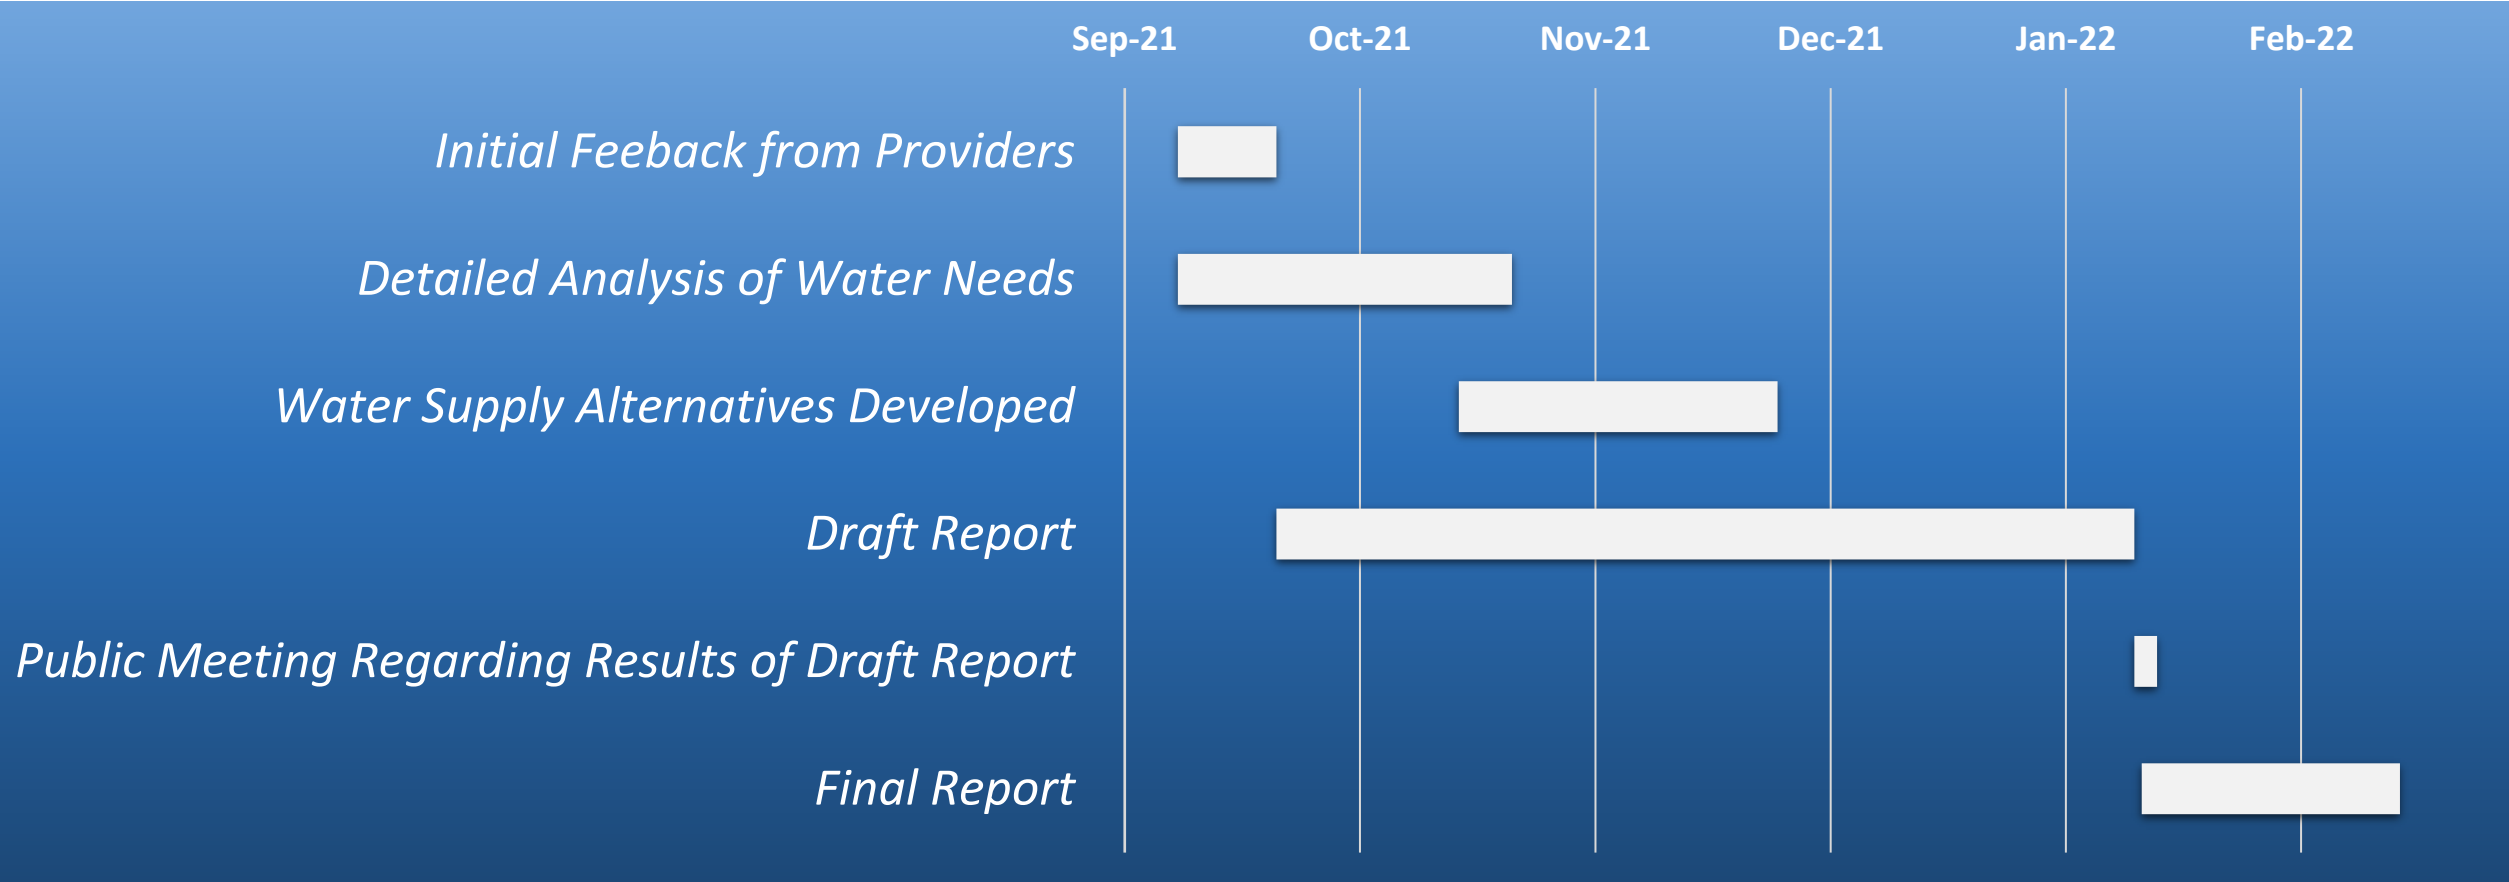 Sep-21 Oct-21 Nov-21 Dec-21 Jan-22 Feb-22
Initial Feeback from Providers
Detailed Analysis of Water Needs
Water Supply Alternatives Developed
Draft Report
Public Meeting Regarding Results of Draft Report
Final Report